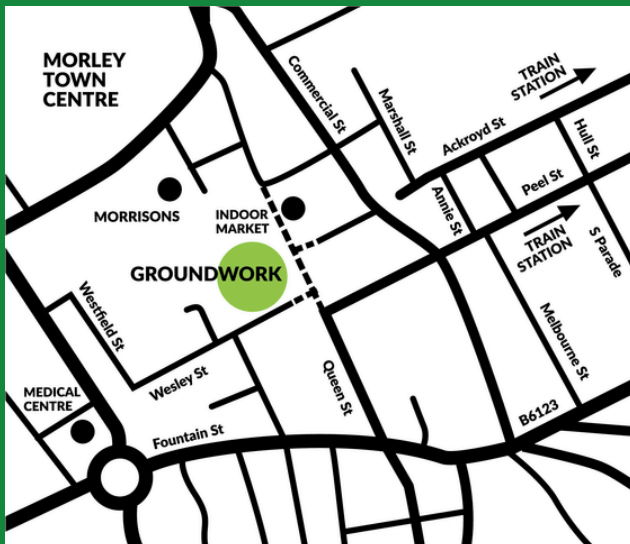 MORLEY
TOWN
CENTRE
Commercial St
Marshall St
TRAIN
STATION
Ackroyd St
Hull St
Peel St
Annie St
MORRISONS
INDOOR
MARKET
TRAIN
STATION
S Parade
GROUNDWORK
Westfield St
Wesley St
Melbourne St
Queen St
MEDICAL
CENTRE
Fountain St
B6123